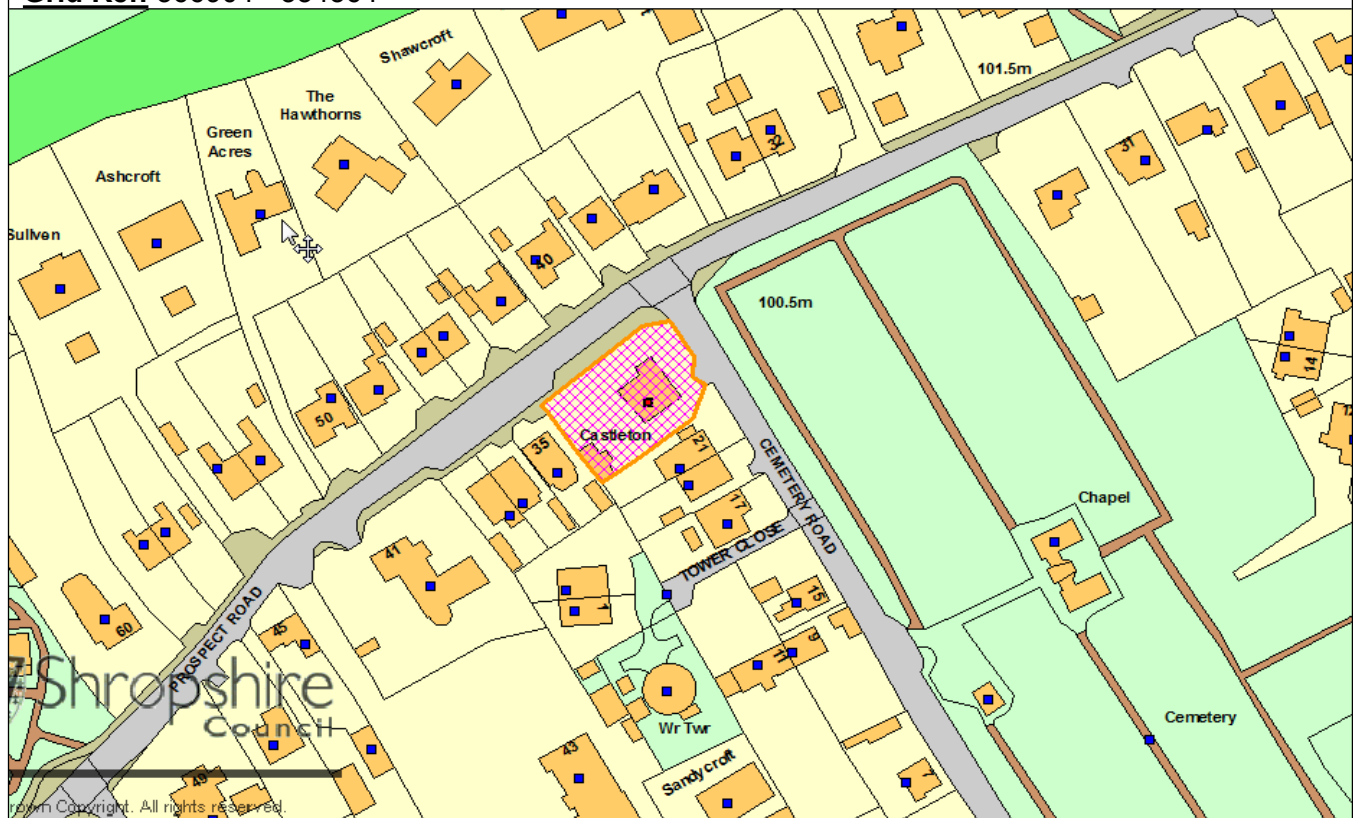 Shawcroft
The
Hawthorns
Green
Acres
Ashcroft
Sullven
101.5m
32
31
40
100.5m
14
50
Castleton
35
21
CEMETERY ROAD
17
Chapel
TOWER CLOSE
41
1
15
9
11
60
45
PROSPECT ROAD
Shropshire
Council
Wr Twr
Cemetery
43
Sandycroft
7
49
rown Copyright. All rights reserved.